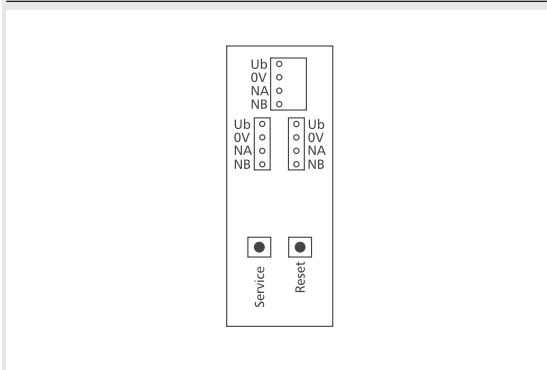 Ub
0V
NA
NB
Ub Ub
0V 0V
NA NA
NB NB
Service Reset